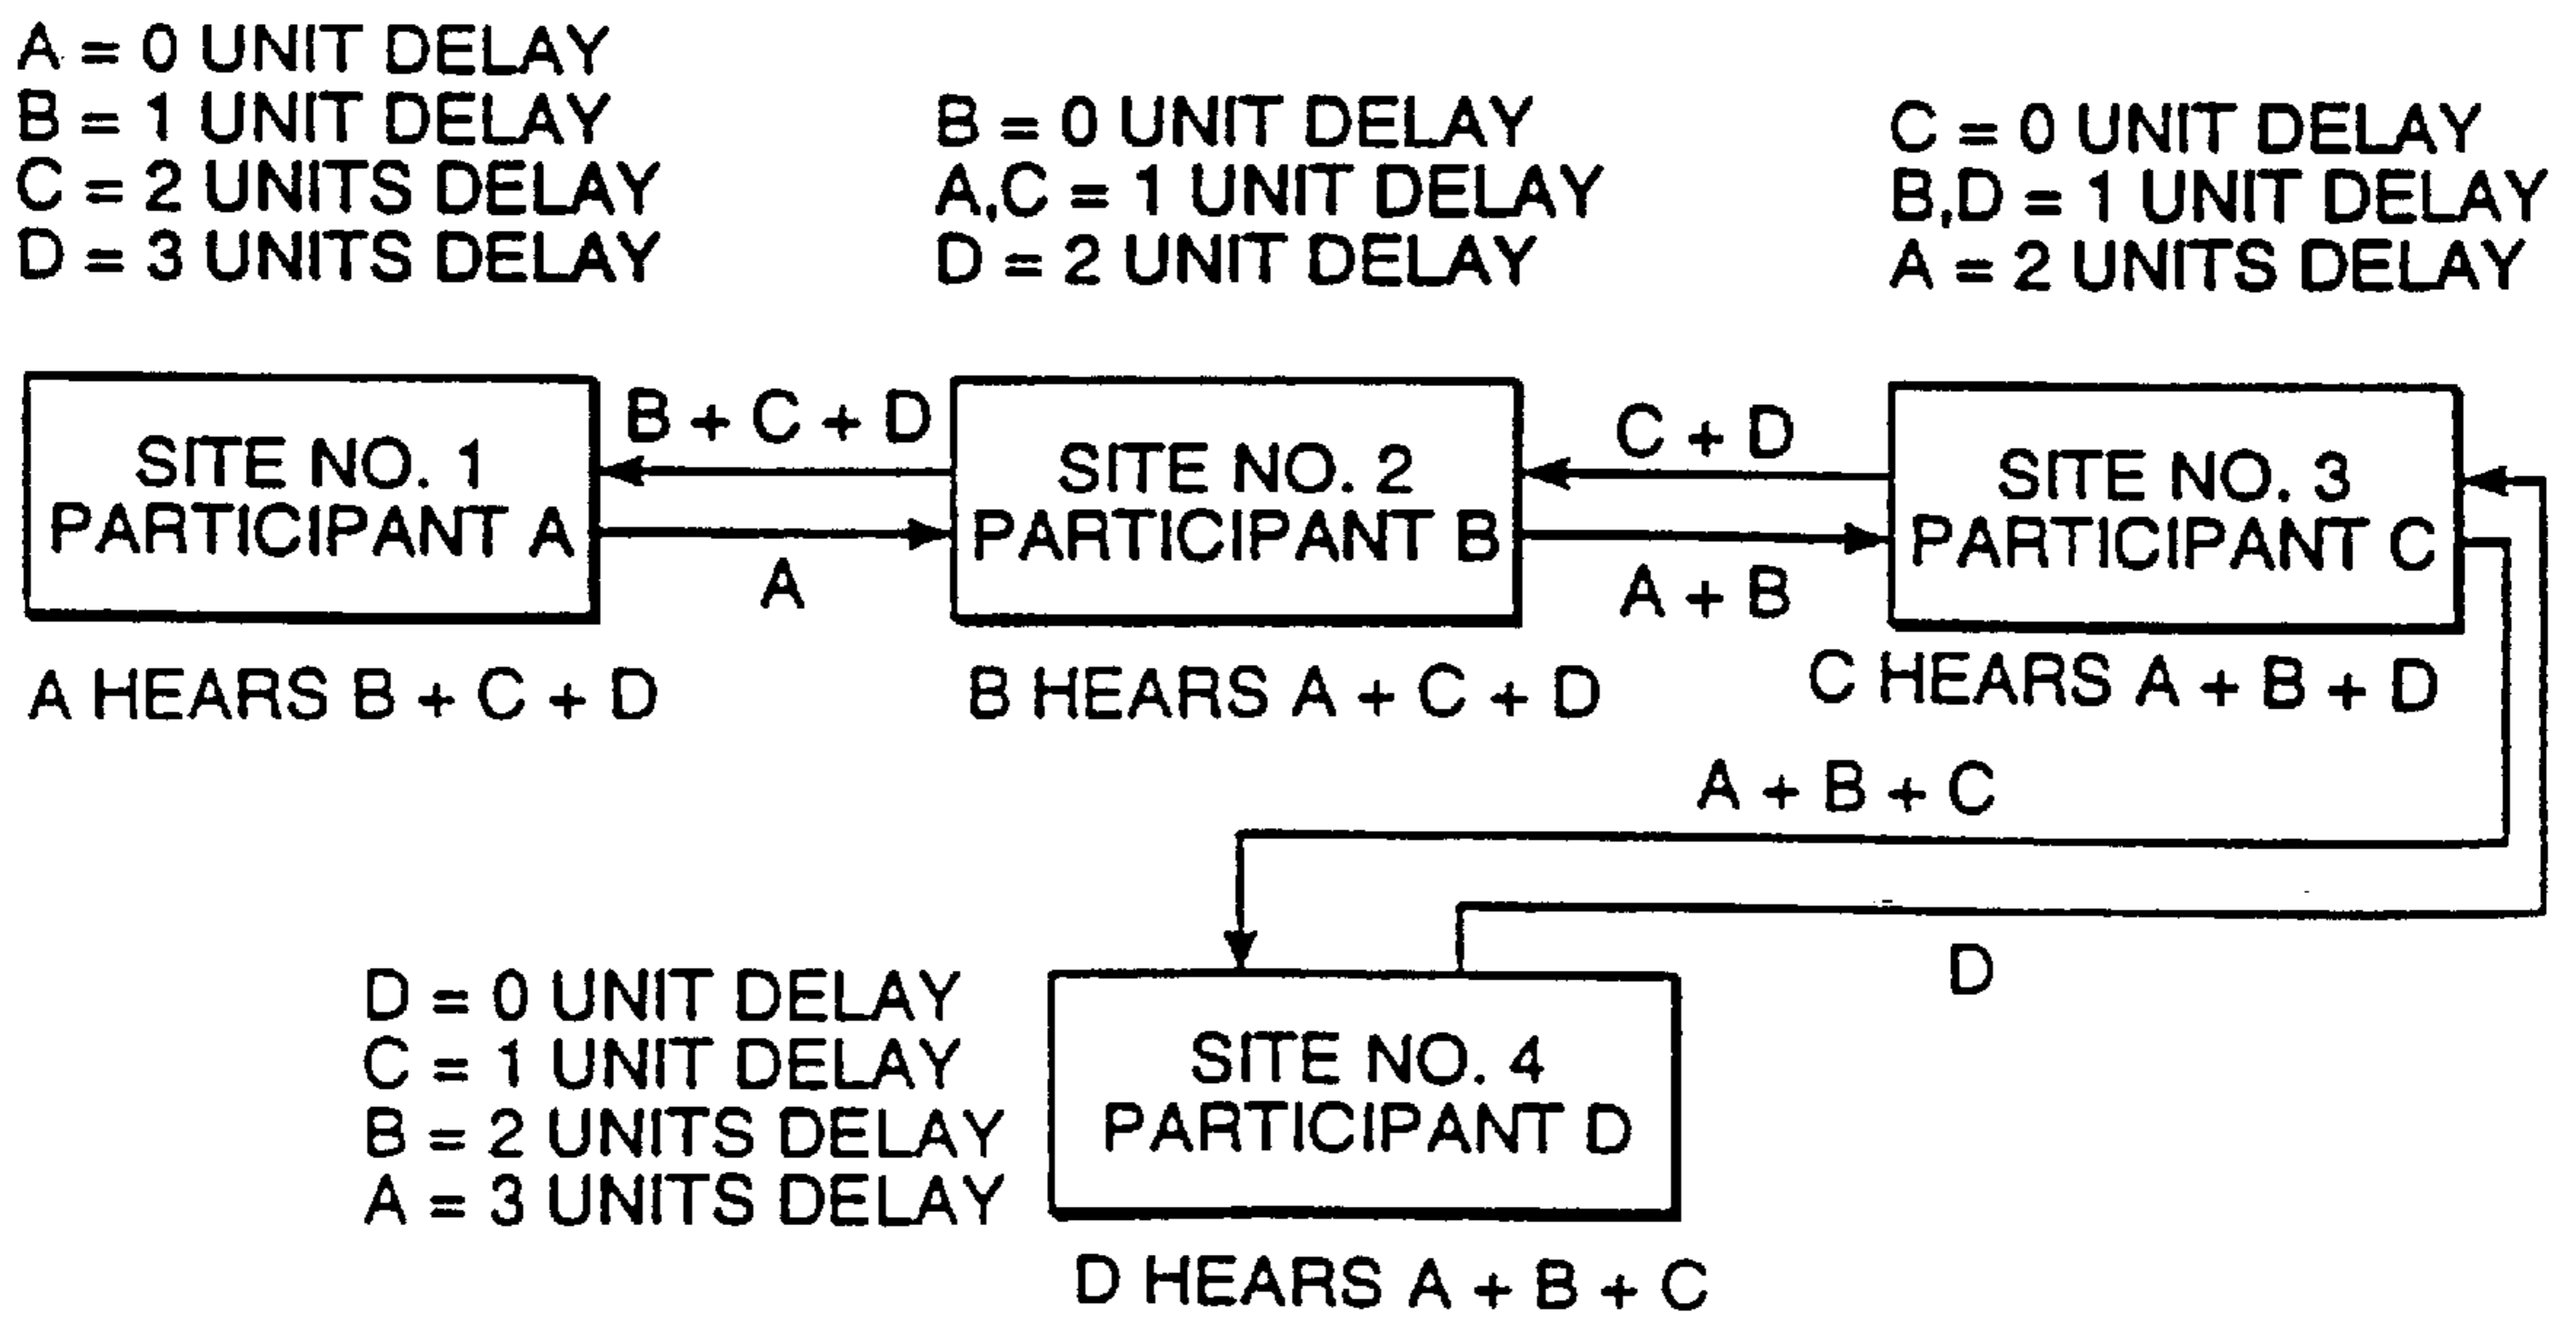 A = 0 UNIT DELAY
B = 1 UNIT DELAY
C = 2 UNITS DELAY
D = 3 UNITS DELAY
B = 0 UNIT DELAY
A,C = 1 UNIT DELAY
D = 2 UNIT DELAY
C = 0 UNIT DELAY
B,D = 1 UNIT DELAY
A = 2 UNITS DELAY
SITE NO. 1
PARTICIPANT A
B + C + D
A
SITE NO. 2
PARTICIPANT B
C + D
A + B
SITE NO. 3
PARTICIPANT C
A HEARS B + C + D
B HEARS A + C + D
C HEARS A + B + D
A + B + C
D
D = 0 UNIT DELAY
C = 1 UNIT DELAY
B = 2 UNITS DELAY
A = 3 UNITS DELAY
SITE NO. 4
PARTICIPANT D
D HEARS A + B + C